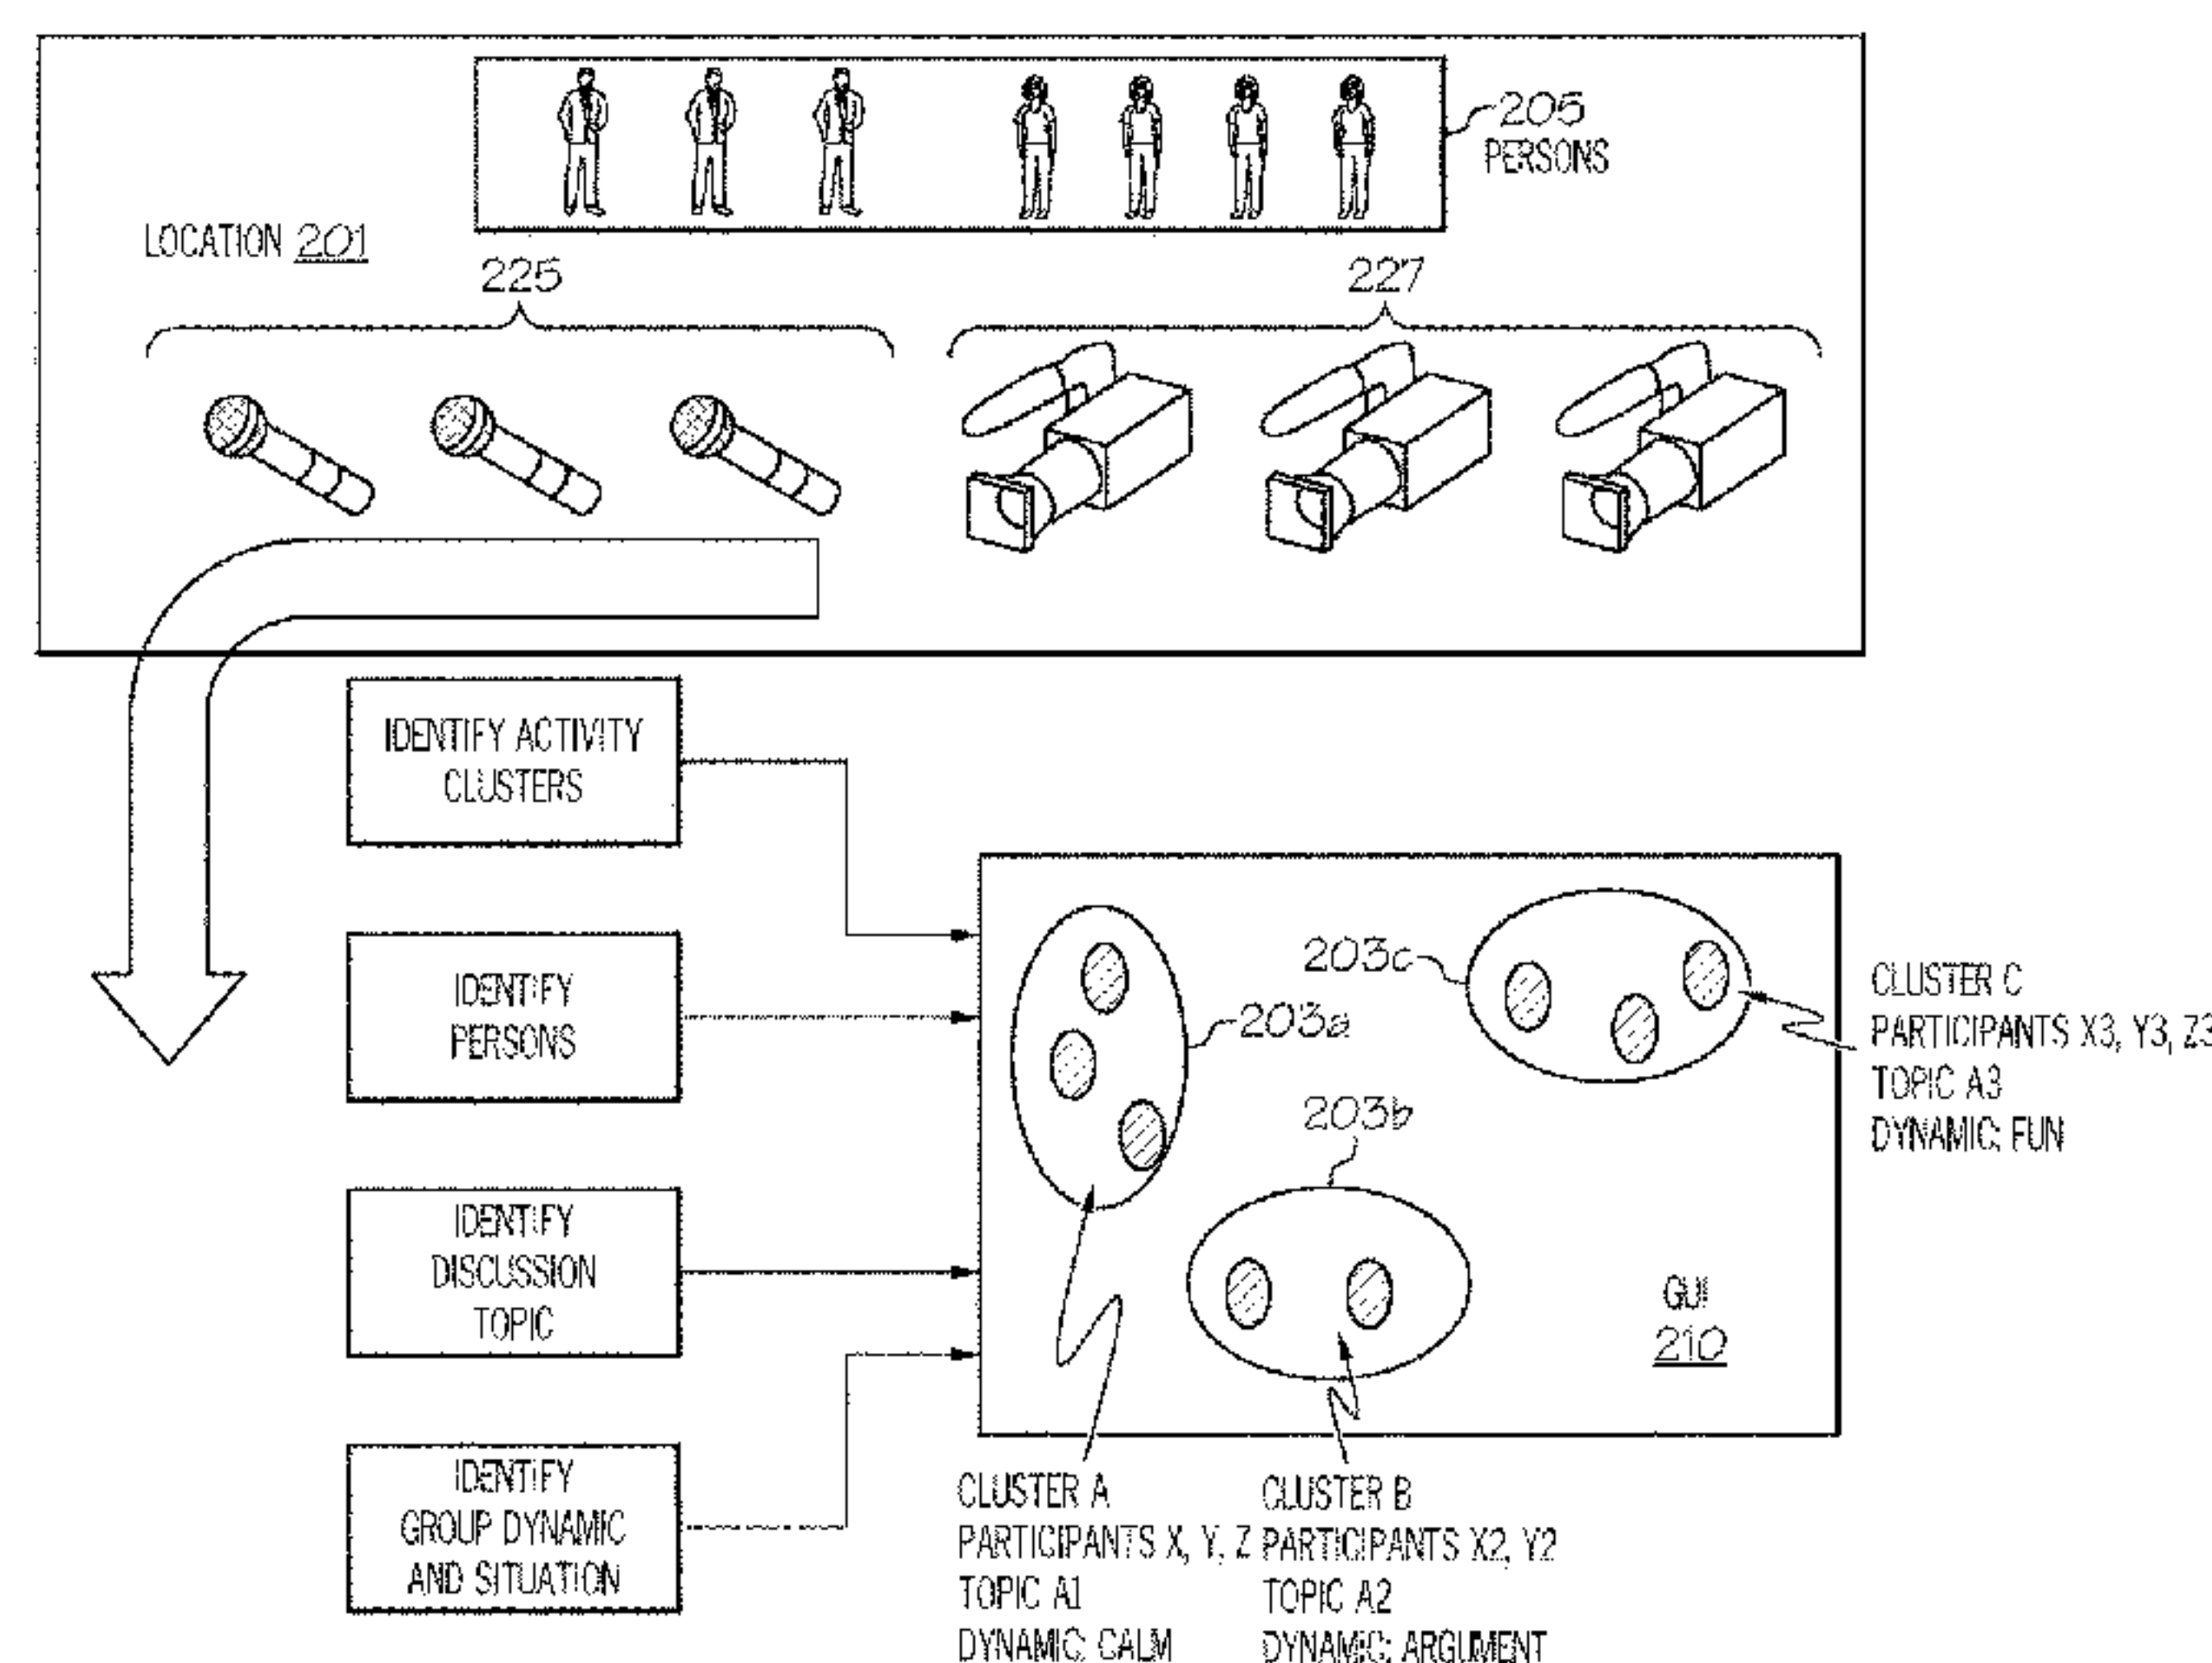 205
PERSONS
LOCATION 201
225
227
IDENTIFY ACTIVITY
CLUSTERS
IDENTIFY
PERSONS
IDENTIFY
DISCUSSION
TOPIC
IDENTIFY
GROUP DYNAMIC
AND SITUATION
203a
203b
203c
GUI
210
CLUSTER C
PARTICIPANTS X3, Y3, Z3
TOPIC A3
DYNAMIC: FUN
CLUSTER A
PARTICIPANTS X, Y, Z
TOPIC A1
DYNAMIC: CALM
CLUSTER B
PARTICIPANTS X2, Y2
TOPIC A2
DYNAMIC: ARGUMENT